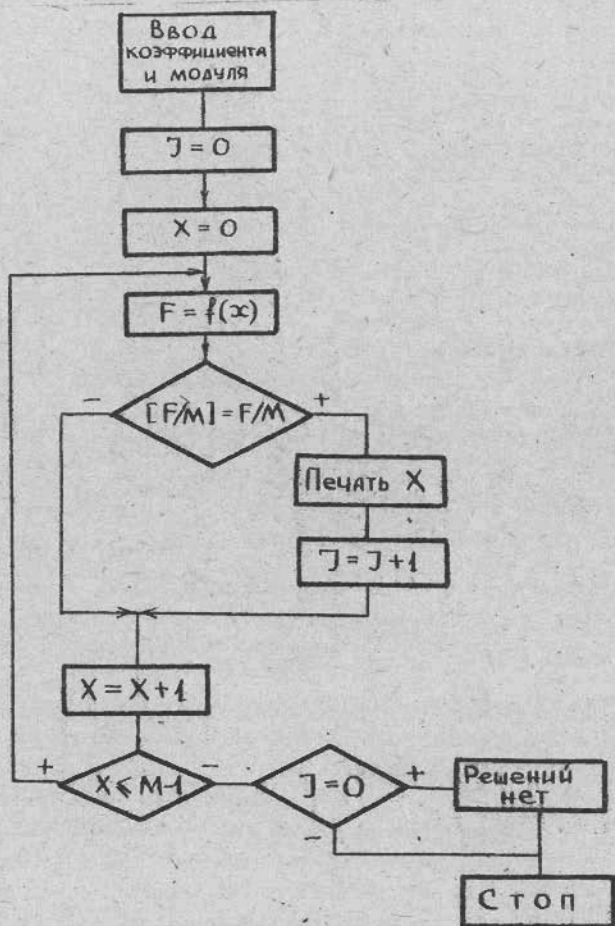 Ввод
коэффициента
и модуля
J = 0
X = 0
F = f(x)
[F/M] = F/M
-
+
Печать X
J = J + 1
X = X + 1
+
X ⩽ M-1
-
J = 0
+
-
Решений
нет
Стоп